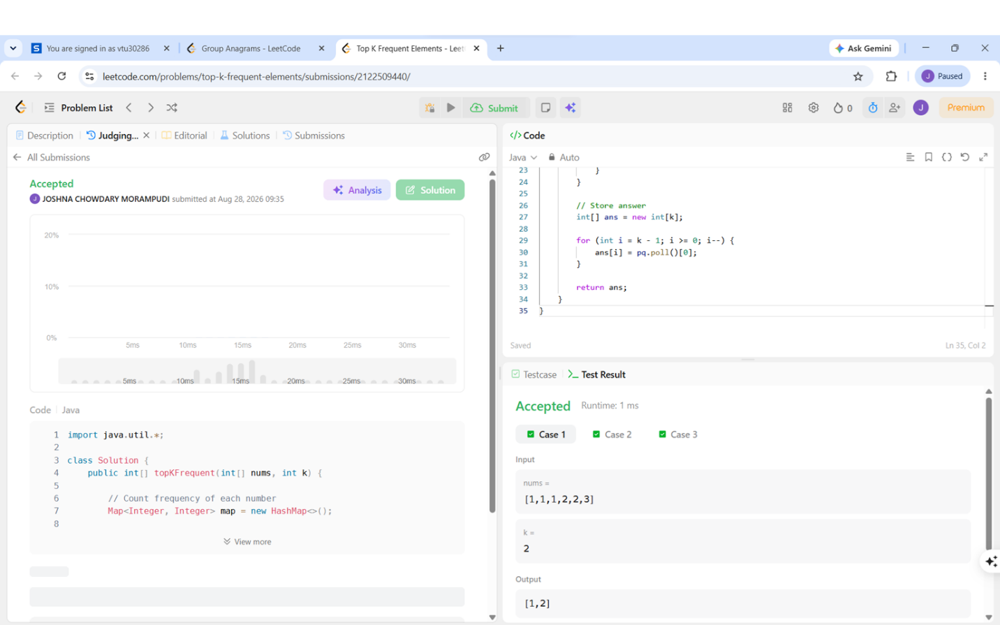 You are signed in as vtu30286
Group Anagrams - LeetCode
Top K Frequent Elements - Leet
Ask Gemini
leetcode.com/problems/top-k-frequent-elements/submissions/2122509440/
J Paused
Problem List
Submit
0
J
Premium
Description
Judging...
Editorial
Solutions
Submissions
All Submissions
Accepted
J JOSHNA CHOWDARY MORAMPUDI submitted at Aug 28, 2026 09:35
Analysis
Solution
20%
10%
0%
5ms 10ms 15ms 20ms 25ms 30ms
5ms 10ms 15ms 20ms 25ms 30ms
Code Java
1 import java.util.*;
2
3 class Solution {
4 public int[] topKFrequent(int[] nums, int k) {
5
6 // Count frequency of each number
7 Map<Integer, Integer> map = new HashMap<>();
8
View more
</> Code
Java Auto
23 }
24 }
25
26 // Store answer
27 int[] ans = new int[k];
28
29 for (int i = k - 1; i >= 0; i--) {
30 ans[i] = pq.poll()[0];
31 }
32
33 return ans;
34 }
35 }
Saved
Ln 35, Col 2
Testcase
Test Result
Accepted Runtime: 1 ms
Case 1 Case 2 Case 3
Input
nums =
[1,1,1,2,2,3]
k =
2
Output
[1,2]